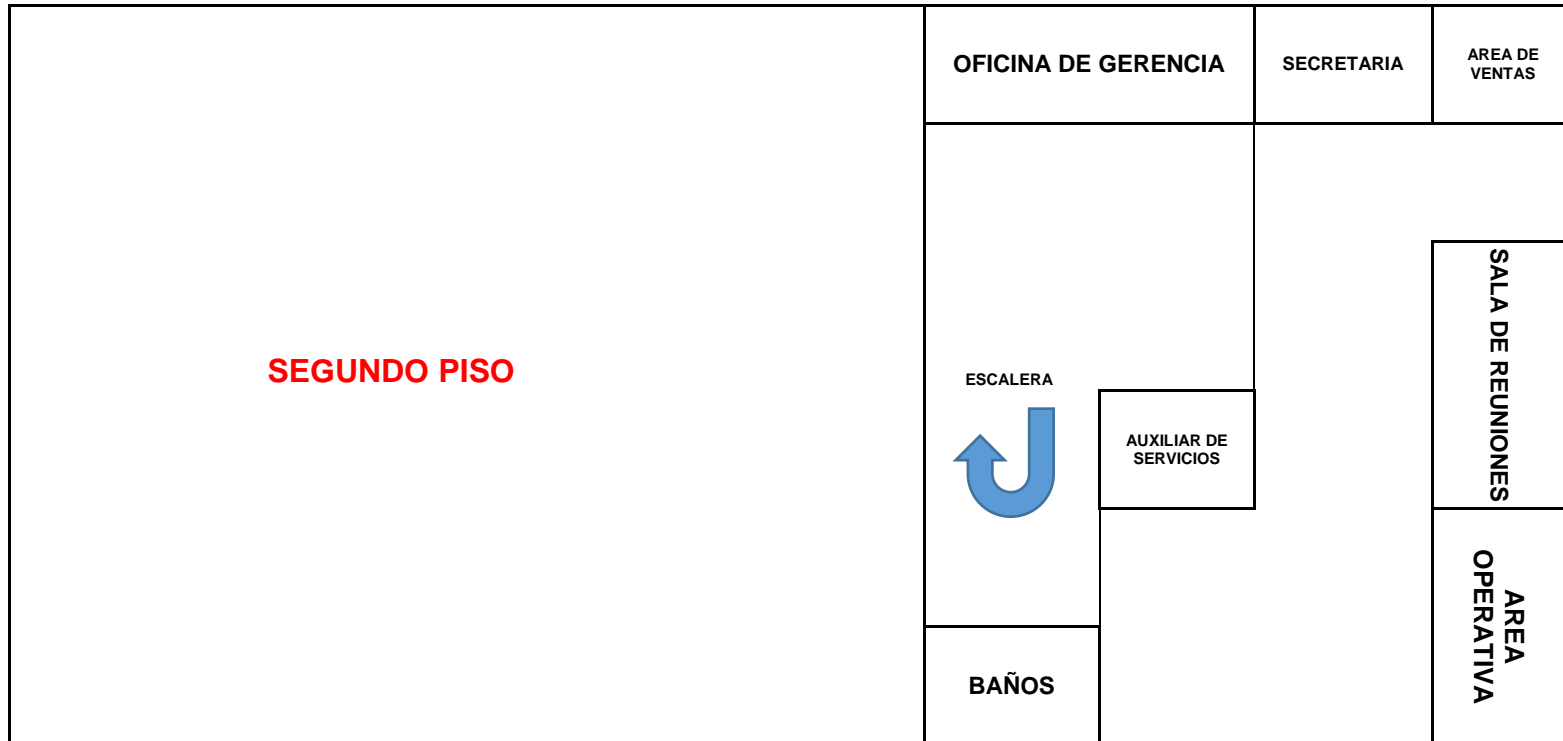 OFICINA DE GERENCIA
SECRETARIA
AREA DE
VENTAS
SALA DE REUNIONES
SEGUNDO PISO
ESCALERA
AUXILIAR DE
SERVICIOS
AREA
OPERATIVA
BAÑOS